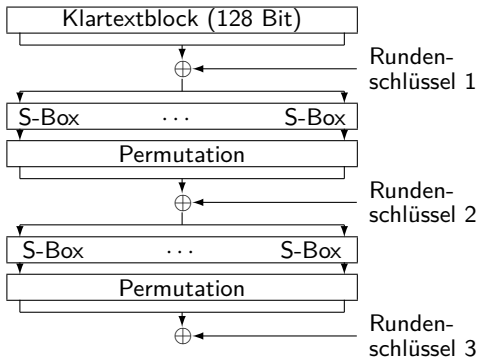 Klartextblock (128 Bit)
Runden-
schlüssel 1
S-Box ... S-Box
Permutation
Runden-
schlüssel 2
S-Box ... S-Box
Permutation
Runden-
schlüssel 3